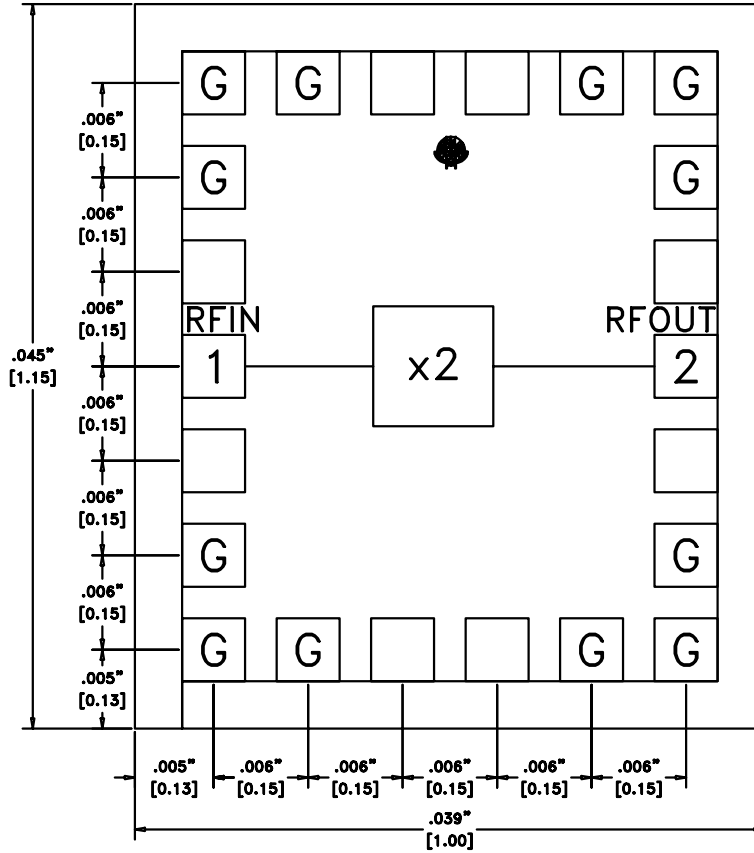 G G G G
.006"
[0.15]
G G
.006"
[0.15]
.006"
[0.15]
RFIN RFOUT
.045"
[1.15]
1 x2 2
.006"
[0.15]
.006"
[0.15]
G G
.006"
[0.15]
G G G G
.005"
[0.13]
.005" .006" .006" .006" .006" .006"
[0.13] [0.15] [0.15] [0.15] [0.15] [0.15]
.039"
[1.00]